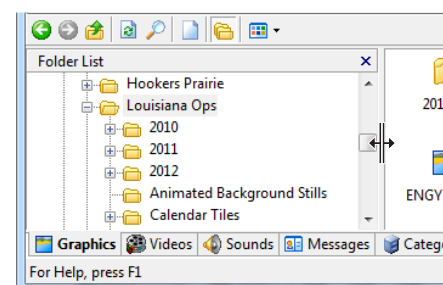 Folder List
Hookers Prairie
Louisiana Ops
2010
2011
2012
Animated Background Stills
Calendar Tiles
201
ENGY
Graphics Videos Sounds Messages Catego
For Help, press F1